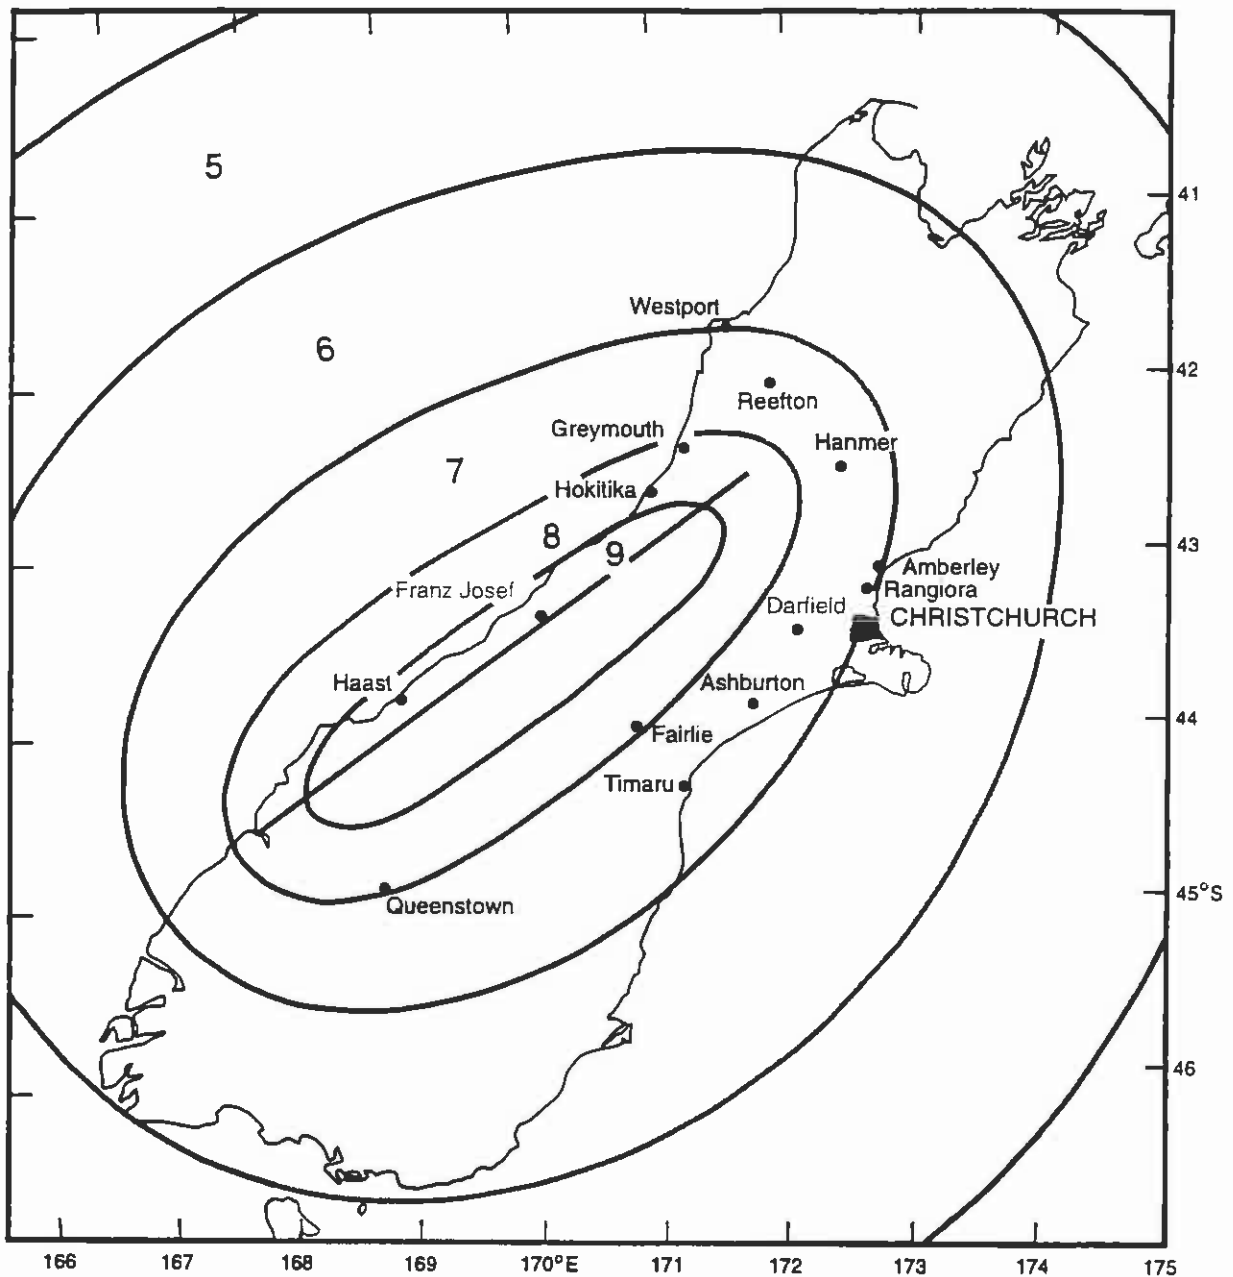 5
41
Westport
6
42
Reefton
Greymouth
Hanmer
7
Hokitika
8
9
43
Amberley
Franz Josef
Rangiora
Darfield
CHRISTCHURCH
Haast
Ashburton
44
Fairlie
Timaru
45°S
Queenstown
46
166 167 168 169 170°E 171 172 173 174 175